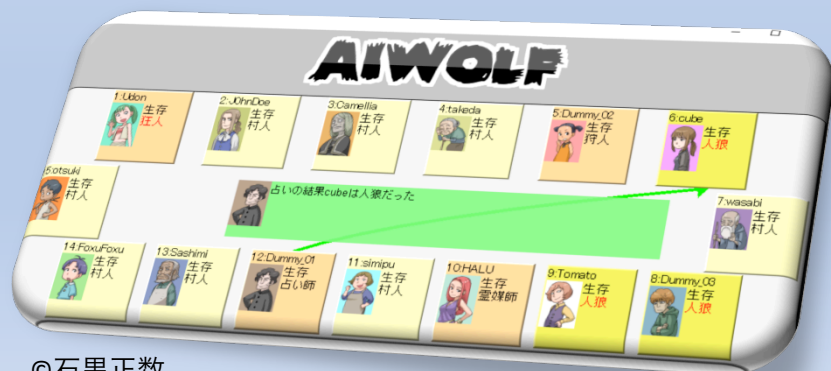 AIWOLF
1:Udon
生存
狂人
2:J0hnDoe
生存
村人
3:Camellia
生存
村人
4:takeda
生存
村人
5:Dummy_02
生存
狩人
6:cube
生存
人狼
5:otsuki
生存
村人
占いの結果cubeは人狼だった
7:wasabi
生存
村人
14:FoxuFoxu
生存
村人
13:Sashimi
生存
村人
12:Dummy_01
生存
占い師
11:simipu
生存
村人
10:HALU
生存
霊媒師
9:Tomato
生存
人狼
8:Dummy_03
生存
人狼
©石黒正数